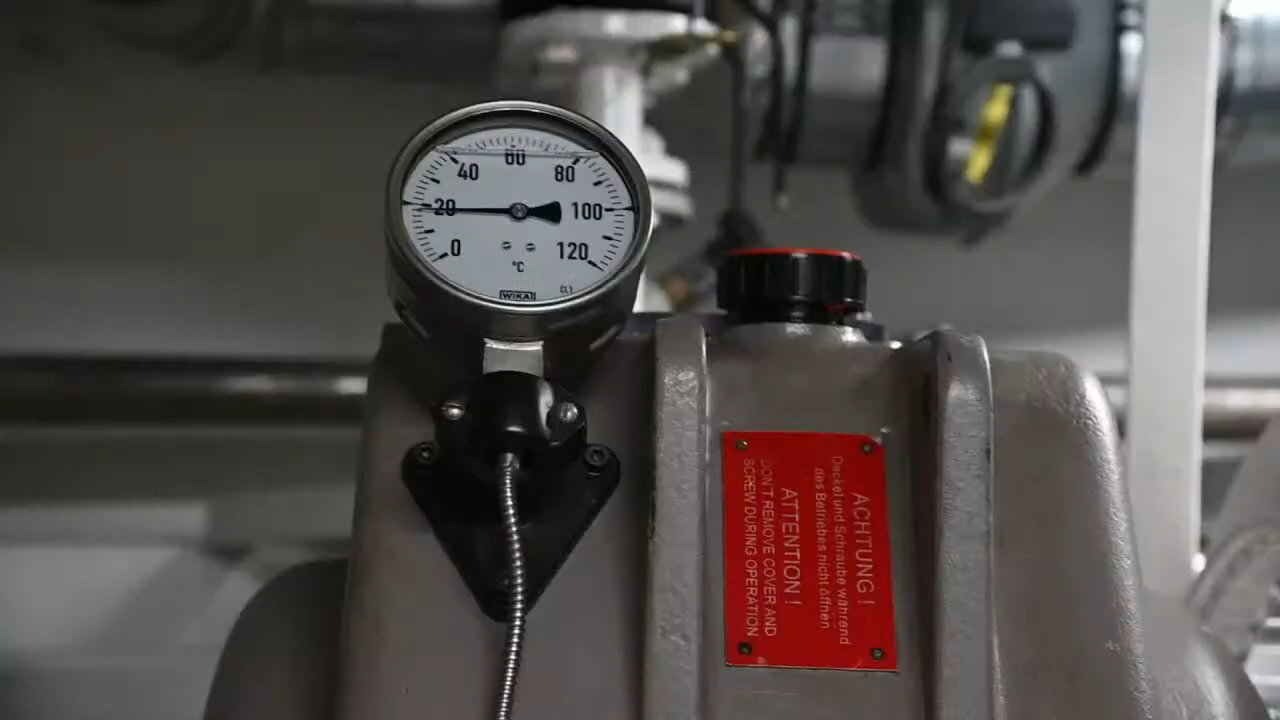 0
20
40
60
80
100
120
°C
WIKA
CL1
ACHTUNG !
Deckel und Schraube während
des Betriebes nicht öffnen
ATTENTION !
DON'T REMOVE COVER AND
SCREW DURING OPERATION